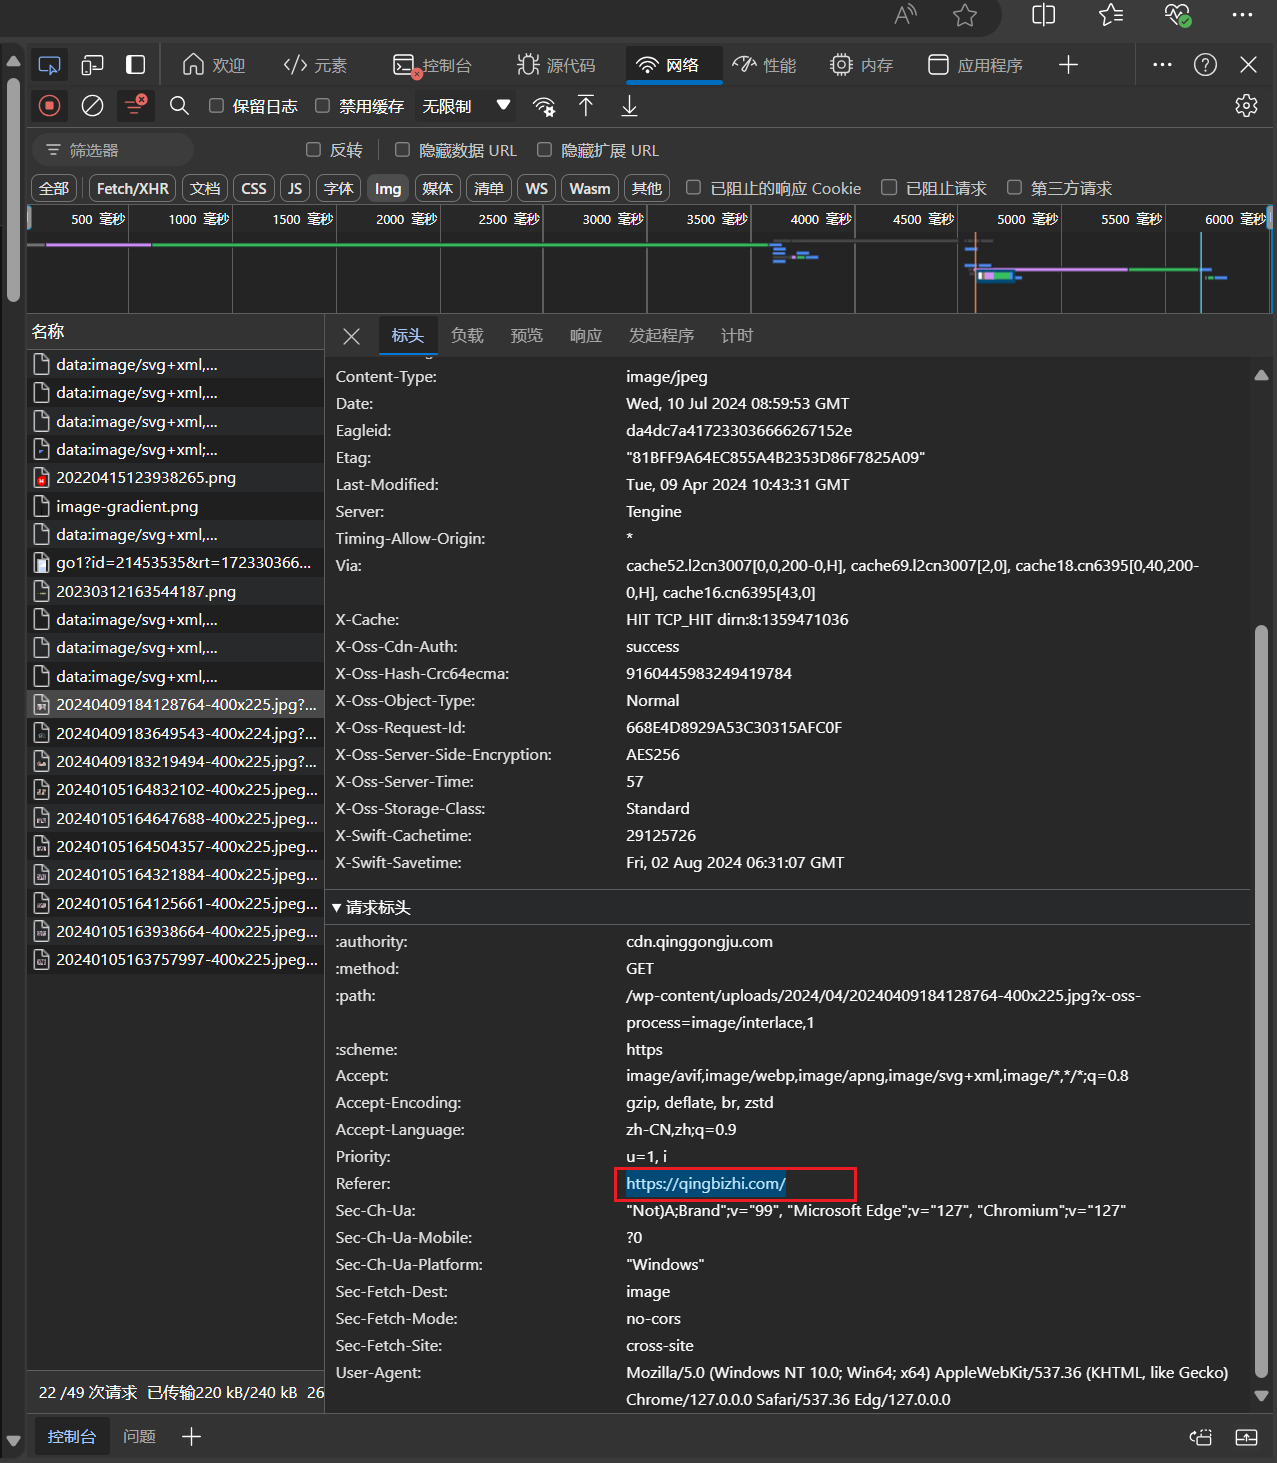 欢迎 元素 控制台 源代码 网络 性能 内存 应用程序
保留日志 禁用缓存 无限制
筛选器 反转 隐藏数据 URL 隐藏扩展 URL
全部 Fetch/XHR 文档 CSS JS 字体 Img 媒体 清单 WS Wasm 其他 已阻止的响应 Cookie 已阻止请求 第三方请求
500 毫秒 1000 毫秒 1500 毫秒 2000 毫秒 2500 毫秒 3000 毫秒 3500 毫秒 4000 毫秒 4500 毫秒 5000 毫秒 5500 毫秒 6000 毫秒
名称
data:image/svg+xml,...
data:image/svg+xml,...
data:image/svg+xml,...
data:image/svg+xml;...
20220415123938265.png
image-gradient.png
data:image/svg+xml,...
go1?id=21453535&rt=172330366...
20230312163544187.png
data:image/svg+xml,...
data:image/svg+xml,...
data:image/svg+xml,...
20240409184128764-400x225.jpg?...
20240409183649543-400x224.jpg?...
20240409183219494-400x225.jpg?...
20240105164832102-400x225.jpeg...
20240105164647688-400x225.jpeg...
20240105164504357-400x225.jpeg...
20240105164321884-400x225.jpeg...
20240105164125661-400x225.jpeg...
20240105163938664-400x225.jpeg...
20240105163757997-400x225.jpeg...
22 /49 次请求 已传输220 kB/240 kB 26
标头 负载 预览 响应 发起程序 计时
Content-Type: image/jpeg
Date: Wed, 10 Jul 2024 08:59:53 GMT
Eagleid: da4dc7a417233036666267152e
Etag: "81BFF9A64EC855A4B2353D86F7825A09"
Last-Modified: Tue, 09 Apr 2024 10:43:31 GMT
Server: Tengine
Timing-Allow-Origin: *
Via: cache52.l2cn3007[0,0,200-0,H], cache69.l2cn3007[2,0], cache18.cn6395[0,40,200-
0,H], cache16.cn6395[43,0]
X-Cache: HIT TCP_HIT dirn:8:1359471036
X-Oss-Cdn-Auth: success
X-Oss-Hash-Crc64ecma: 9160445983249419784
X-Oss-Object-Type: Normal
X-Oss-Request-Id: 668E4D8929A53C30315AFC0F
X-Oss-Server-Side-Encryption: AES256
X-Oss-Server-Time: 57
X-Oss-Storage-Class: Standard
X-Swift-Cachetime: 29125726
X-Swift-Savetime: Fri, 02 Aug 2024 06:31:07 GMT
请求标头
:authority: cdn.qinggongju.com
:method: GET
:path: /wp-content/uploads/2024/04/20240409184128764-400x225.jpg?x-oss-
process=image/interlace,1
:scheme: https
Accept: image/avif,image/webp,image/apng,image/svg+xml,image/*,*/*;q=0.8
Accept-Encoding: gzip, deflate, br, zstd
Accept-Language: zh-CN,zh;q=0.9
Priority: u=1, i
Referer: https://qingbizhi.com/
Sec-Ch-Ua: "Not)A;Brand";v="99", "Microsoft Edge";v="127", "Chromium";v="127"
Sec-Ch-Ua-Mobile: ?0
Sec-Ch-Ua-Platform: "Windows"
Sec-Fetch-Dest: image
Sec-Fetch-Mode: no-cors
Sec-Fetch-Site: cross-site
User-Agent: Mozilla/5.0 (Windows NT 10.0; Win64; x64) AppleWebKit/537.36 (KHTML, like Gecko)
Chrome/127.0.0.0 Safari/537.36 Edg/127.0.0.0
控制台 问题